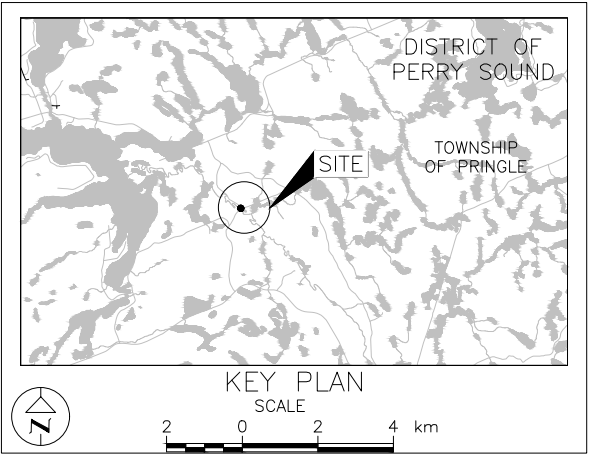 DISTRICT OF
PERRY SOUND
TOWNSHIP
OF PRINGLE
SITE
KEY PLAN
SCALE
N
2 0 2 4 km